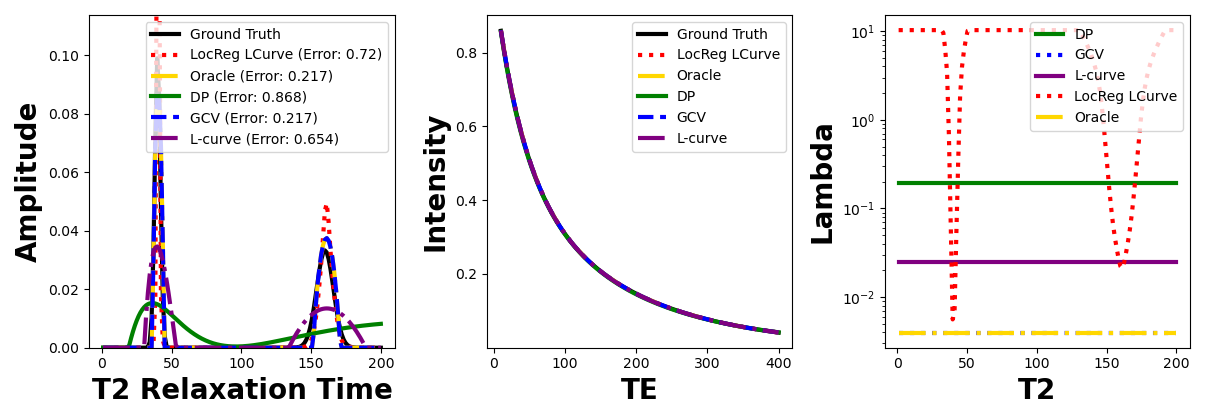 Amplitude
0.10
0.08
0.06
0.04
0.02
0.00
Ground Truth
LocReg LCurve (Error: 0.72)
Oracle (Error: 0.217)
DP (Error: 0.868)
GCV (Error: 0.217)
L-curve (Error: 0.654)
0 50 100 150 200
T2 Relaxation Time
Intensity
0.8
0.6
0.4
0.2
Ground Truth
LocReg LCurve
Oracle
DP
GCV
L-curve
0 100 200 300 400
TE
Lambda
10¹
10⁰
10⁻¹
10⁻²
DP
GCV
L-curve
LocReg LCurve
Oracle
0 50 100 150 200
T2